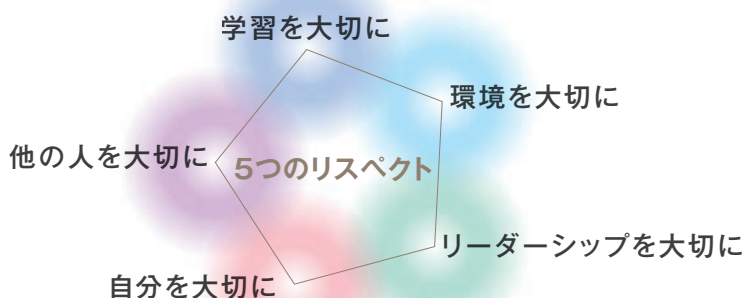 学習を大切に
環境を大切に
他の人を大切に
5つのリスペクト
リーダーシップを大切に
自分を大切に